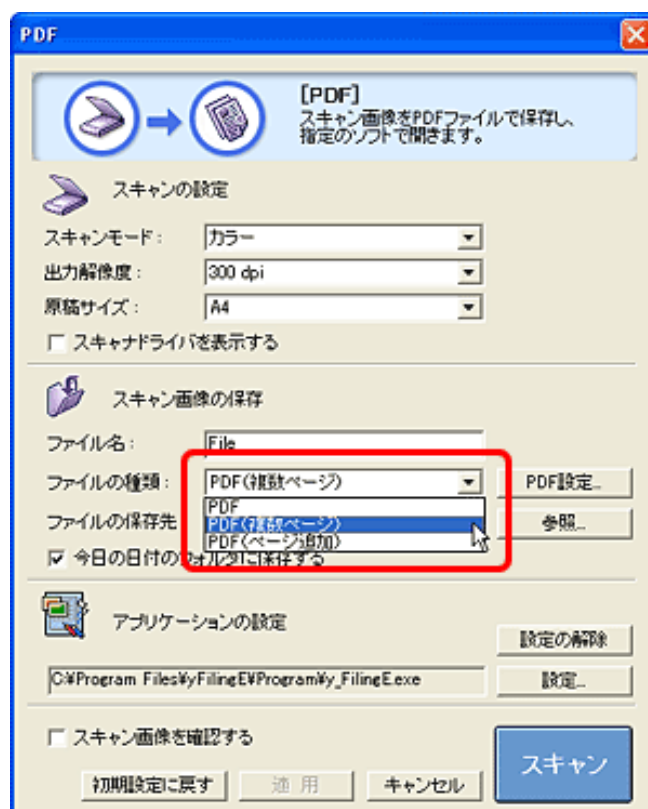 PDF
[PDF]
スキャン画像をPDFファイルで保存し、
指定のソフトで開きます。
スキャンの設定
スキャンモード： カラー
出力解像度： 300 dpi
原稿サイズ： A4
スキャナドライバを表示する
スキャン画像の保存
ファイル名： File
ファイルの種類： PDF(複数ページ) PDF設定...
PDF
ファイルの保存先 PDF(複数ページ) 参照...
PDF(ページ追加)
今日の日付のフォルダに保存する
アプリケーションの設定
設定の解除
C:¥Program Files¥yFilingE¥Program¥y_FilingE.exe 設定...
スキャン画像を確認する
スキャン
初期設定に戻す 適用 キャンセル